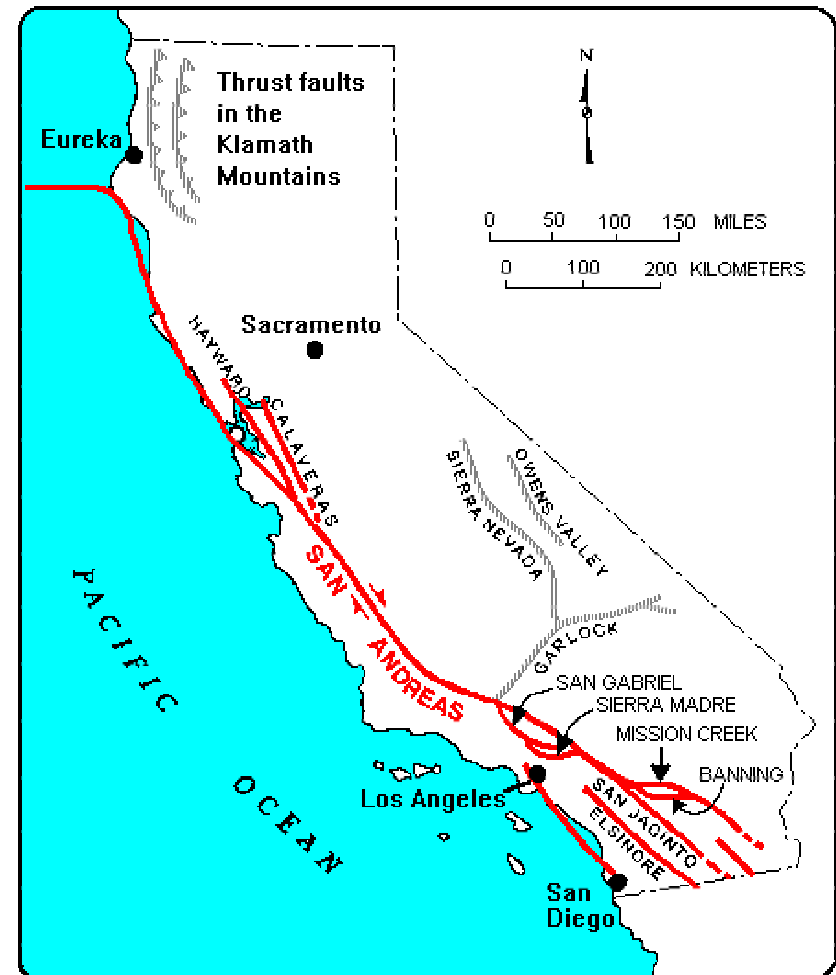 Thrust faults
in the
Klamath
Mountains
N
Eureka
0 50 100 150 MILES
0 100 200 KILOMETERS
Sacramento
HAYWARD
CALAVERAS
SIERRA NEVADA
OWENS VALLEY
SAN ANDREAS
GARLOCK
PACIFIC
OCEAN
SAN GABRIEL
SIERRA MADRE
MISSION CREEK
BANNING
Los Angeles
SAN JACINTO
ELSINORE
San
Diego